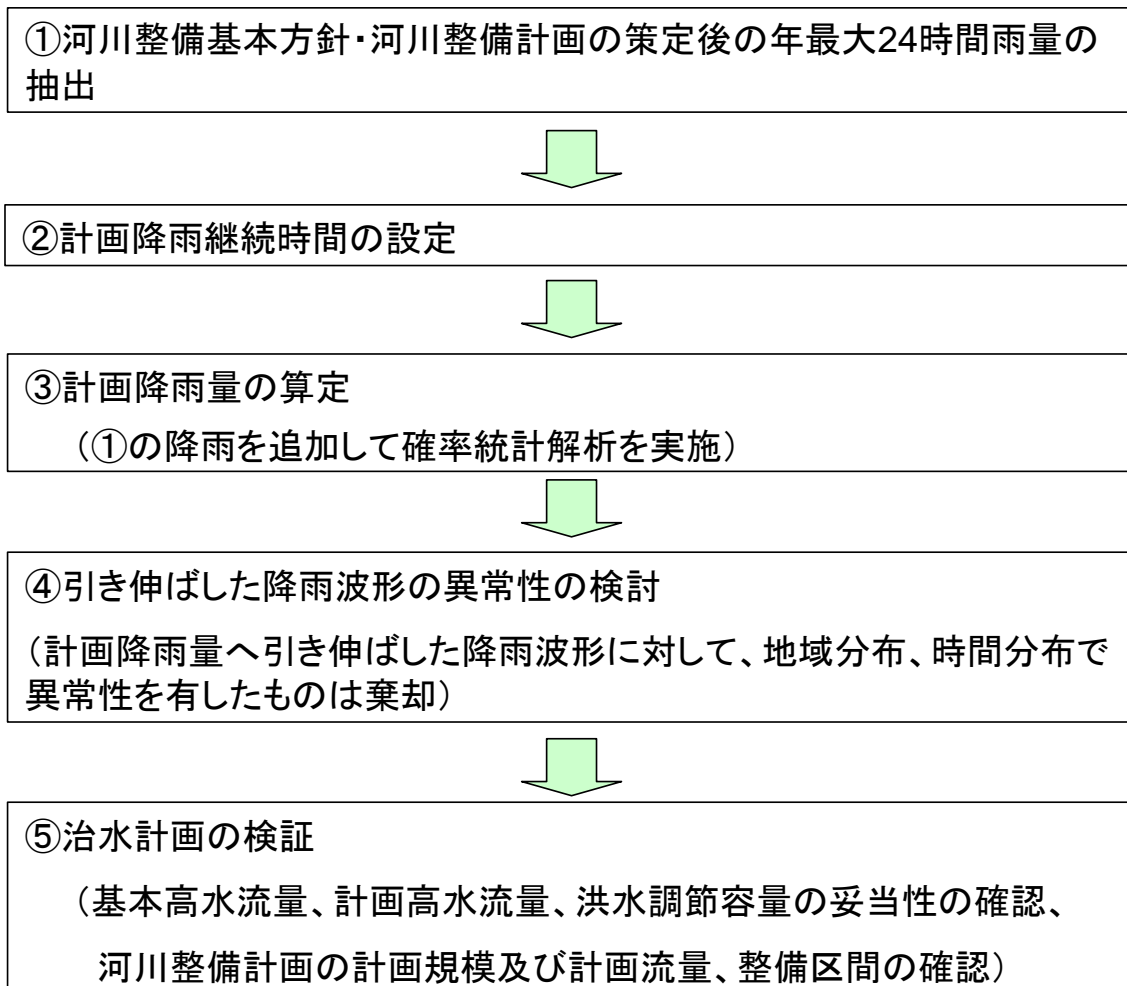 ①河川整備基本方針・河川整備計画の策定後の年最大24時間雨量の
抽出
②計画降雨継続時間の設定
③計画降雨量の算定
（①の降雨を追加して確率統計解析を実施）
④引き伸ばした降雨波形の異常性の検討
（計画降雨量へ引き伸ばした降雨波形に対して、地域分布、時間分布で
異常性を有したものは棄却）
⑤治水計画の検証
（基本高水流量、計画高水流量、洪水調節容量の妥当性の確認、
河川整備計画の計画規模及び計画流量、整備区間の確認）